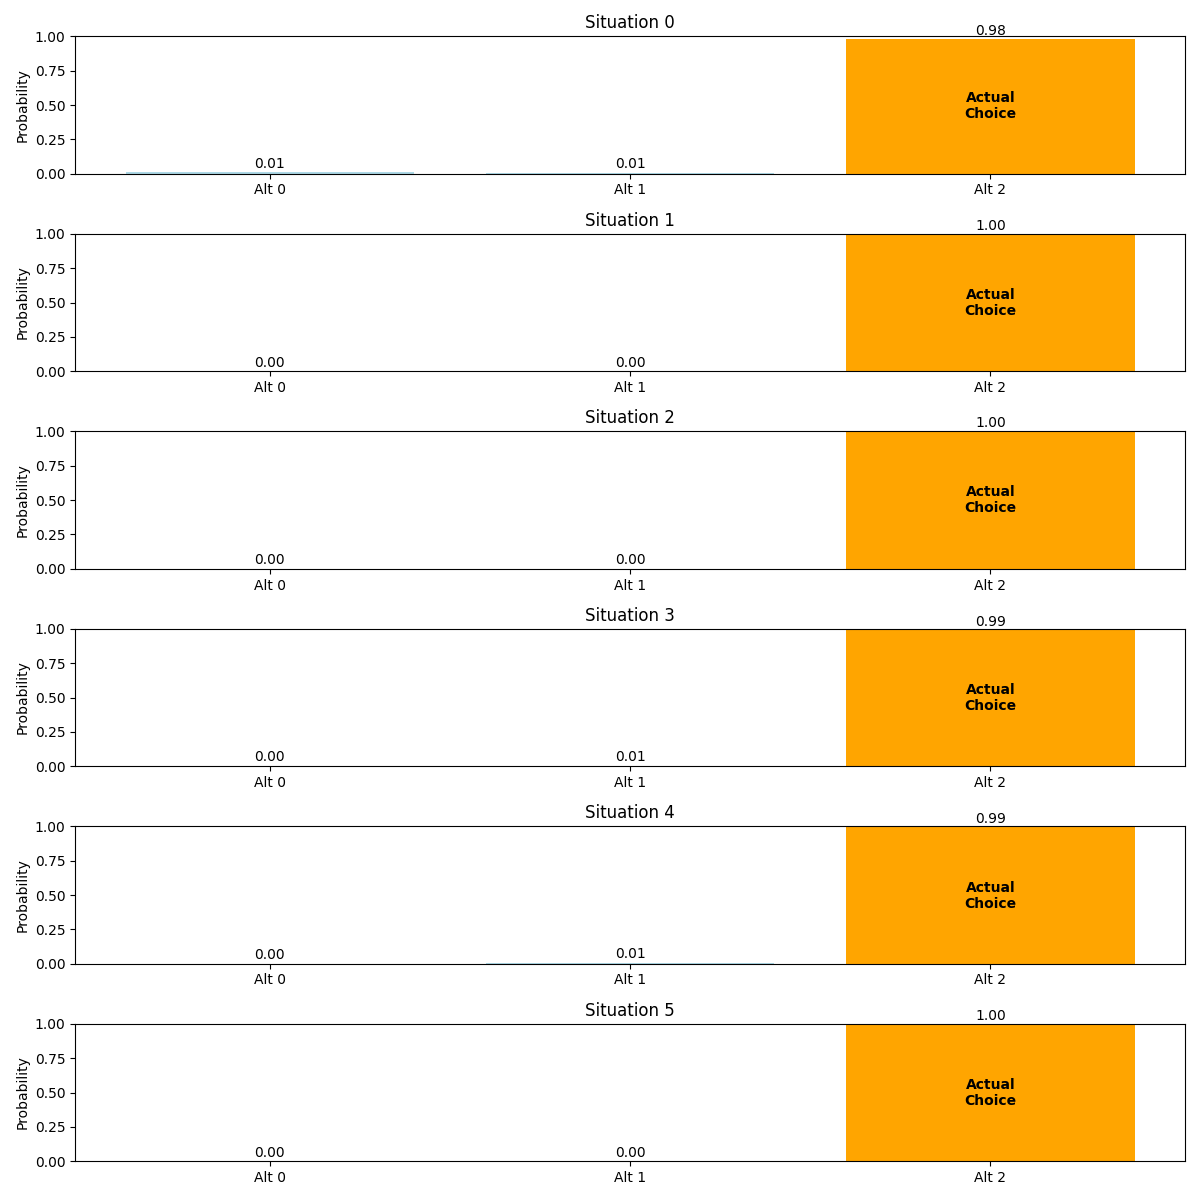 Situation 0
0.98
1.00
0.75
0.50
0.25
0.00
Probability
0.01
0.01
Actual
Choice
Alt 0
Alt 1
Alt 2
Situation 1
1.00
1.00
0.75
0.50
0.25
0.00
Probability
0.00
0.00
Actual
Choice
Alt 0
Alt 1
Alt 2
Situation 2
1.00
1.00
0.75
0.50
0.25
0.00
Probability
0.00
0.00
Actual
Choice
Alt 0
Alt 1
Alt 2
Situation 3
0.99
1.00
0.75
0.50
0.25
0.00
Probability
0.00
0.01
Actual
Choice
Alt 0
Alt 1
Alt 2
Situation 4
0.99
1.00
0.75
0.50
0.25
0.00
Probability
0.00
0.01
Actual
Choice
Alt 0
Alt 1
Alt 2
Situation 5
1.00
1.00
0.75
0.50
0.25
0.00
Probability
0.00
0.00
Actual
Choice
Alt 0
Alt 1
Alt 2